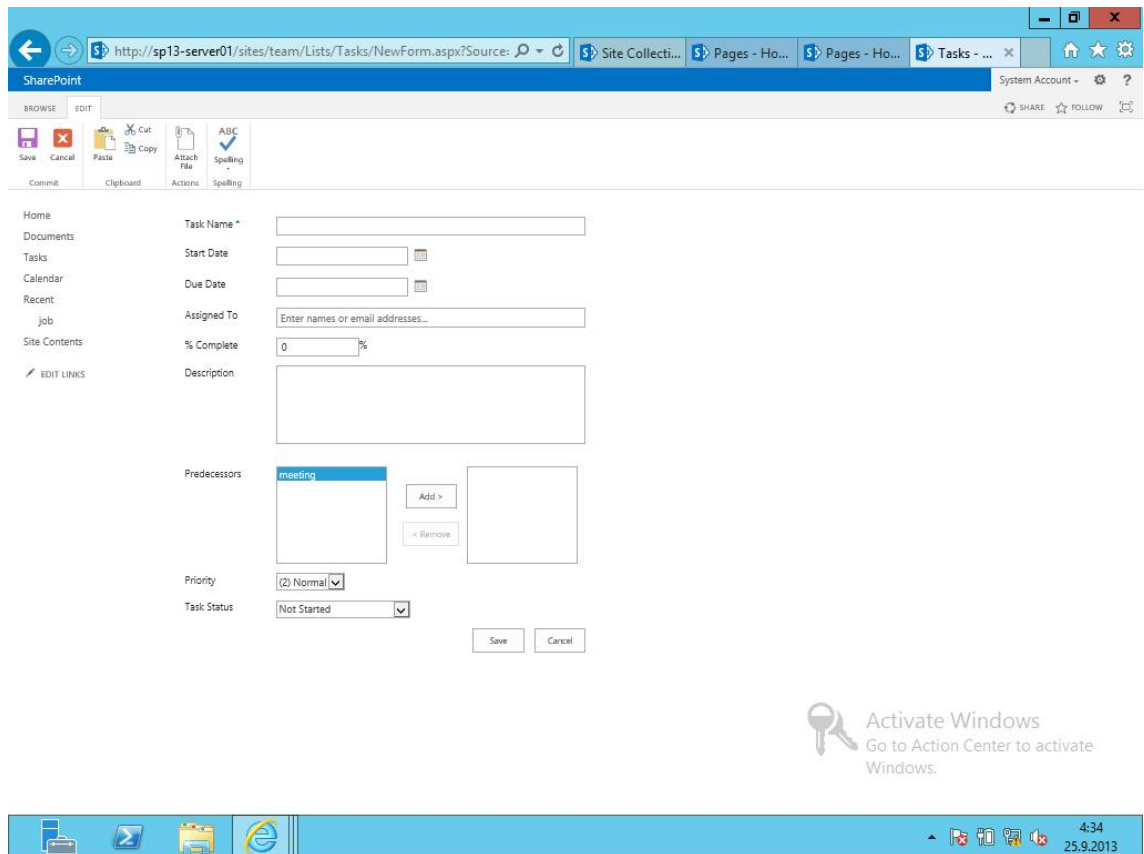 http://sp13-server01/sites/team/Lists/Tasks/NewForm.aspx?Source:
Site Collecti...
Pages - Ho...
Pages - Ho...
Tasks - ...
SharePoint
System Account
?
BROWSE
EDIT
SHARE
FOLLOW
Save
Cancel
Paste
Cut
Copy
Attach
File
ABC
Spelling
Commit
Clipboard
Actions
Spelling
Home
Documents
Tasks
Calendar
Recent
job
Site Contents
EDIT LINKS
Task Name *
Start Date
Due Date
Assigned To
Enter names or email addresses...
% Complete
0
%
Description
Predecessors
meeting
Add >
< Remove
Priority
(2) Normal
Task Status
Not Started
Save
Cancel
Activate Windows
Go to Action Center to activate
Windows.
4:34
25.9.2013